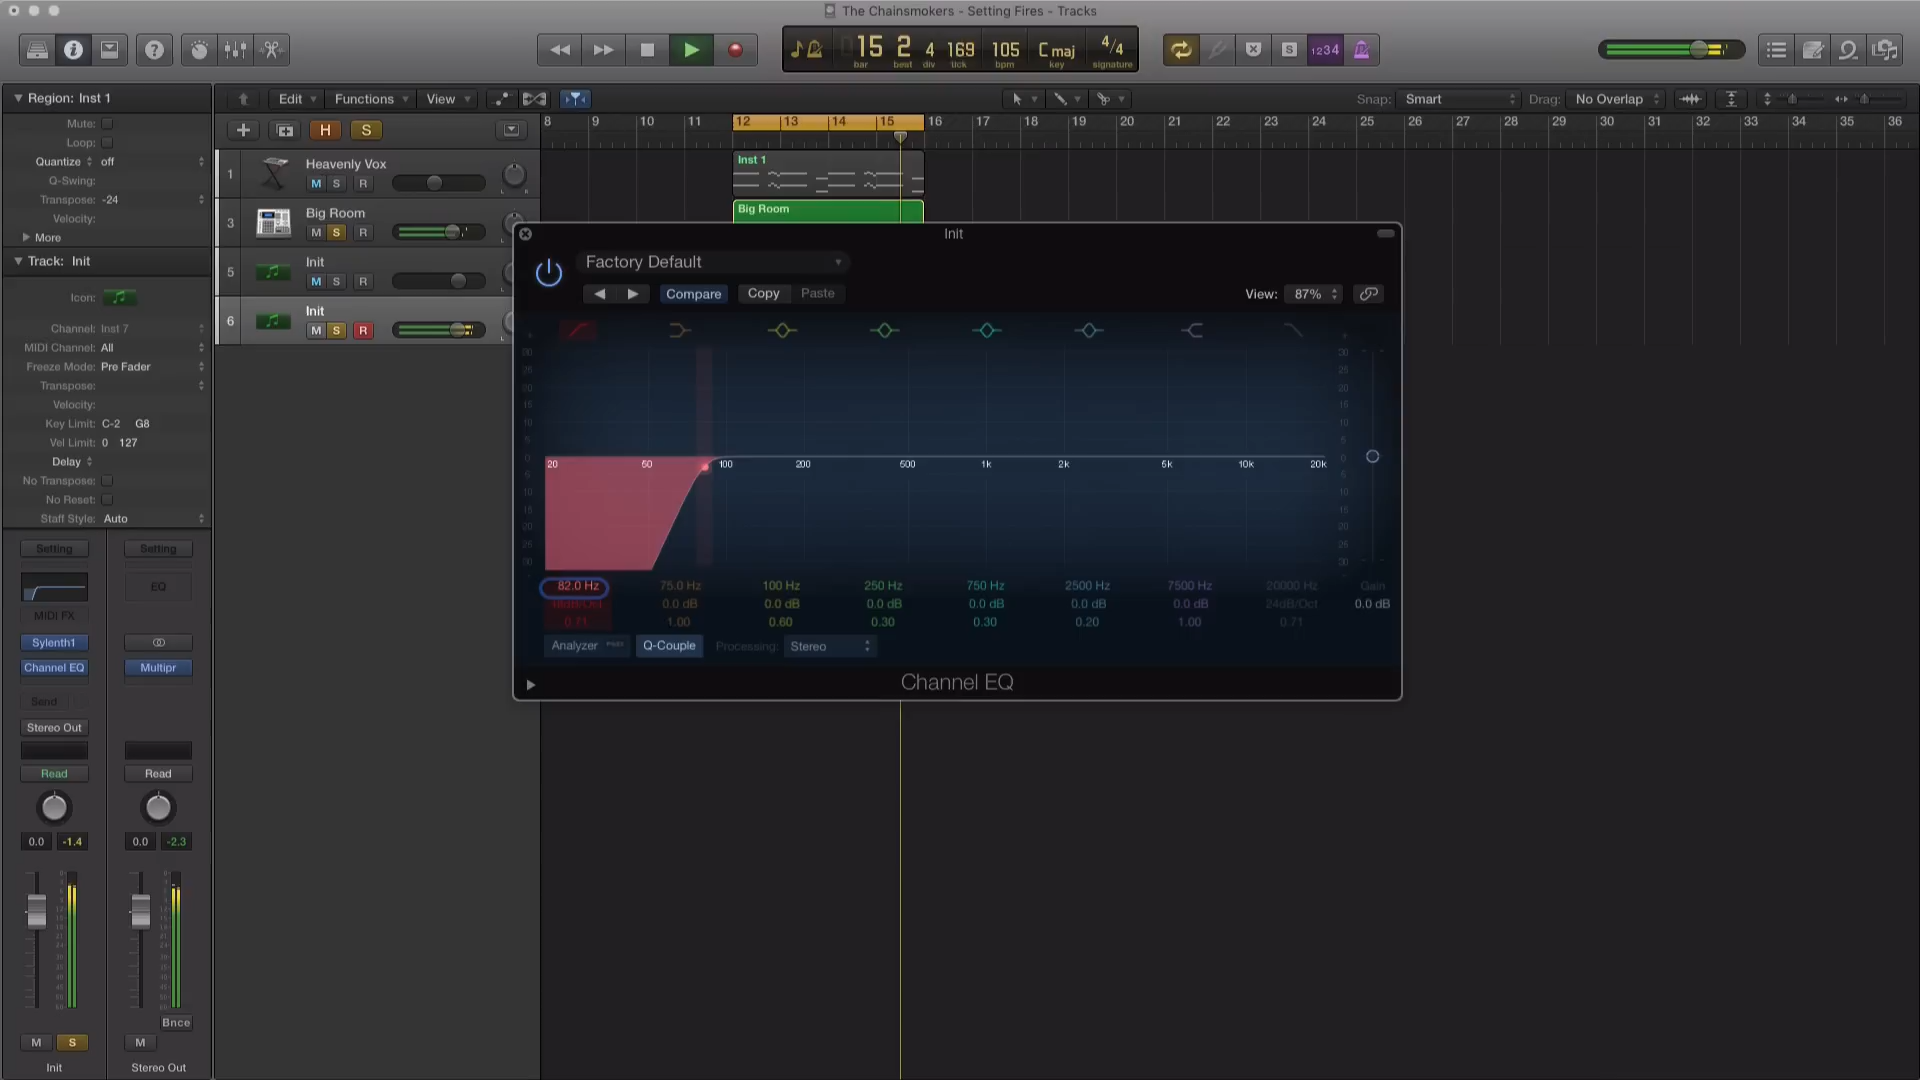 The Chainsmokers - Setting Fires - Tracks
15 2 4 169 105 Cmaj 4/4
bar beat div tick bpm key signature
1234
Region: Inst 1
Edit Functions View Snap: Smart Drag: No Overlap
Mute:
Loop:
Quantize off
Q-Swing:
Transpose: -24
Velocity:
More
H S
8 9 10 11 12 13 14 15 16 17 18 19 20 21 22 23 24 25 26 27 28 29 30 31 32 33 34 35 36
1 Heavenly Vox
M S R
Inst 1
3 Big Room
M S R
Big Room
5 Init
M S R
6 Init
M S R
Track: Init
Icon:
Channel: Inst 7
MIDI Channel: All
Freeze Mode: Pre Fader
Transpose:
Velocity:
Key Limit: C-2 G8
Vel Limit: 0 127
Delay
No Transpose:
No Reset:
Staff Style: Auto
Init
Factory Default
Compare Copy Paste View: 87%
20 50 100 200 500 1k 2k 5k 10k 20k
82.0 Hz 75.0 Hz 100 Hz 250 Hz 750 Hz 2500 Hz 7500 Hz 20000 Hz Gain
0.0 dB 0.0 dB 0.0 dB 0.0 dB 0.0 dB 0.0 dB 24dB/Oct 0.0 dB
0.71 1.00 0.60 0.30 0.30 0.20 1.00 0.71
Analyzer Q-Couple Processing: Stereo
Channel EQ
Setting Setting
EQ
MIDI FX
Sylenth1
Channel EQ Multipr
Send
Stereo Out
Read Read
0.0 -1.4 0.0 -2.3
Bnce
M S M
Init Stereo Out